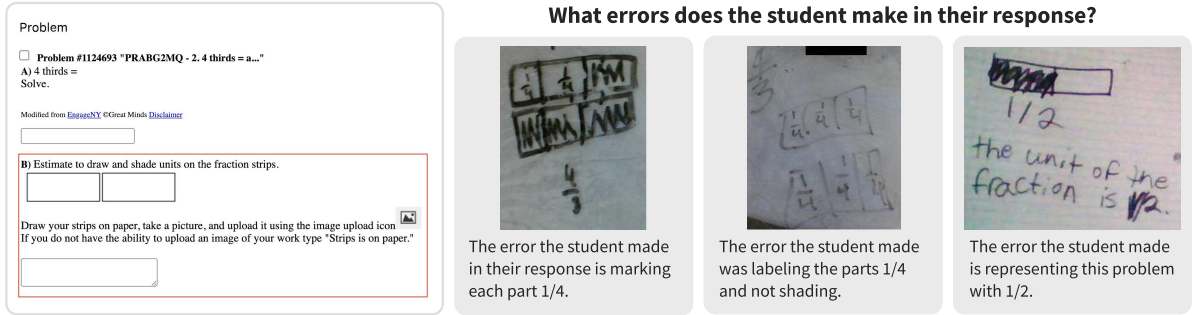 Problem
Problem #1124693 "PRABG2MQ - 2. 4 thirds = a..."
A) 4 thirds =
Solve.
Modified from EngageNY ©Great Minds Disclaimer
B) Estimate to draw and shade units on the fraction strips.
Draw your strips on paper, take a picture, and upload it using the image upload icon
If you do not have the ability to upload an image of your work type "Strips is on paper."
What errors does the student make in their response?
1/4 1/4
4/3
The error the student made
in their response is marking
each part 1/4.
1/4 1/4 1/4
1/4 1/4 1/4
The error the student made
was labeling the parts 1/4
and not shading.
1/2
the unit of the
fraction is 1/2.
The error the student made
is representing this problem
with 1/2.